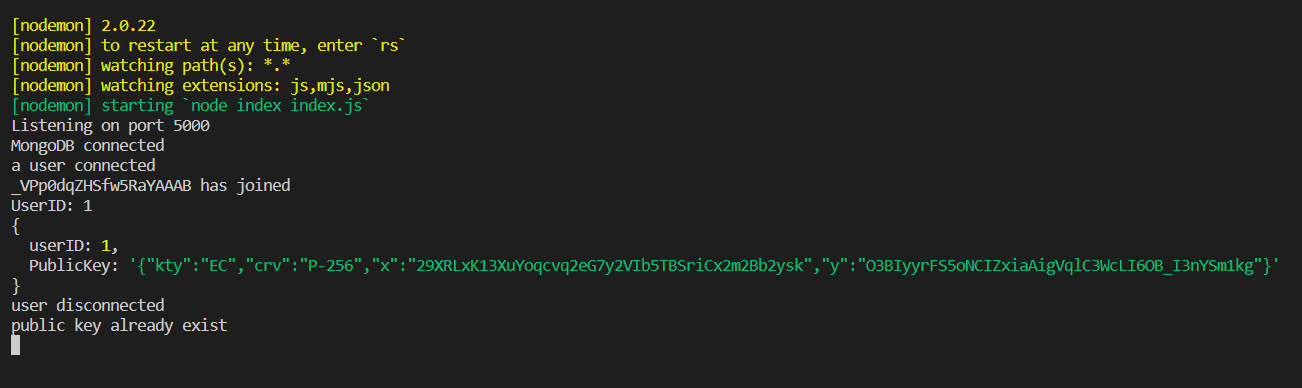 [nodemon] 2.0.22
[nodemon] to restart at any time, enter `rs`
[nodemon] watching path(s): *.*
[nodemon] watching extensions: js,mjs,json
[nodemon] starting `node index index.js`
Listening on port 5000
MongoDB connected
a user connected
_VPp0dqZHSfw5RaYAAAB has joined
UserID: 1
{
  userID: 1,
  PublicKey: '{"kty":"EC","crv":"P-256","x":"29XRLxK13XuYoqcvq2eG7y2VIb5TBSriCx2m2Bb2ysk","y":"O3BIyyrFS5oNCIZxiaAigVqlC3WcLI6OB_I3nYSm1kg"}'
}
user disconnected
public key already exist